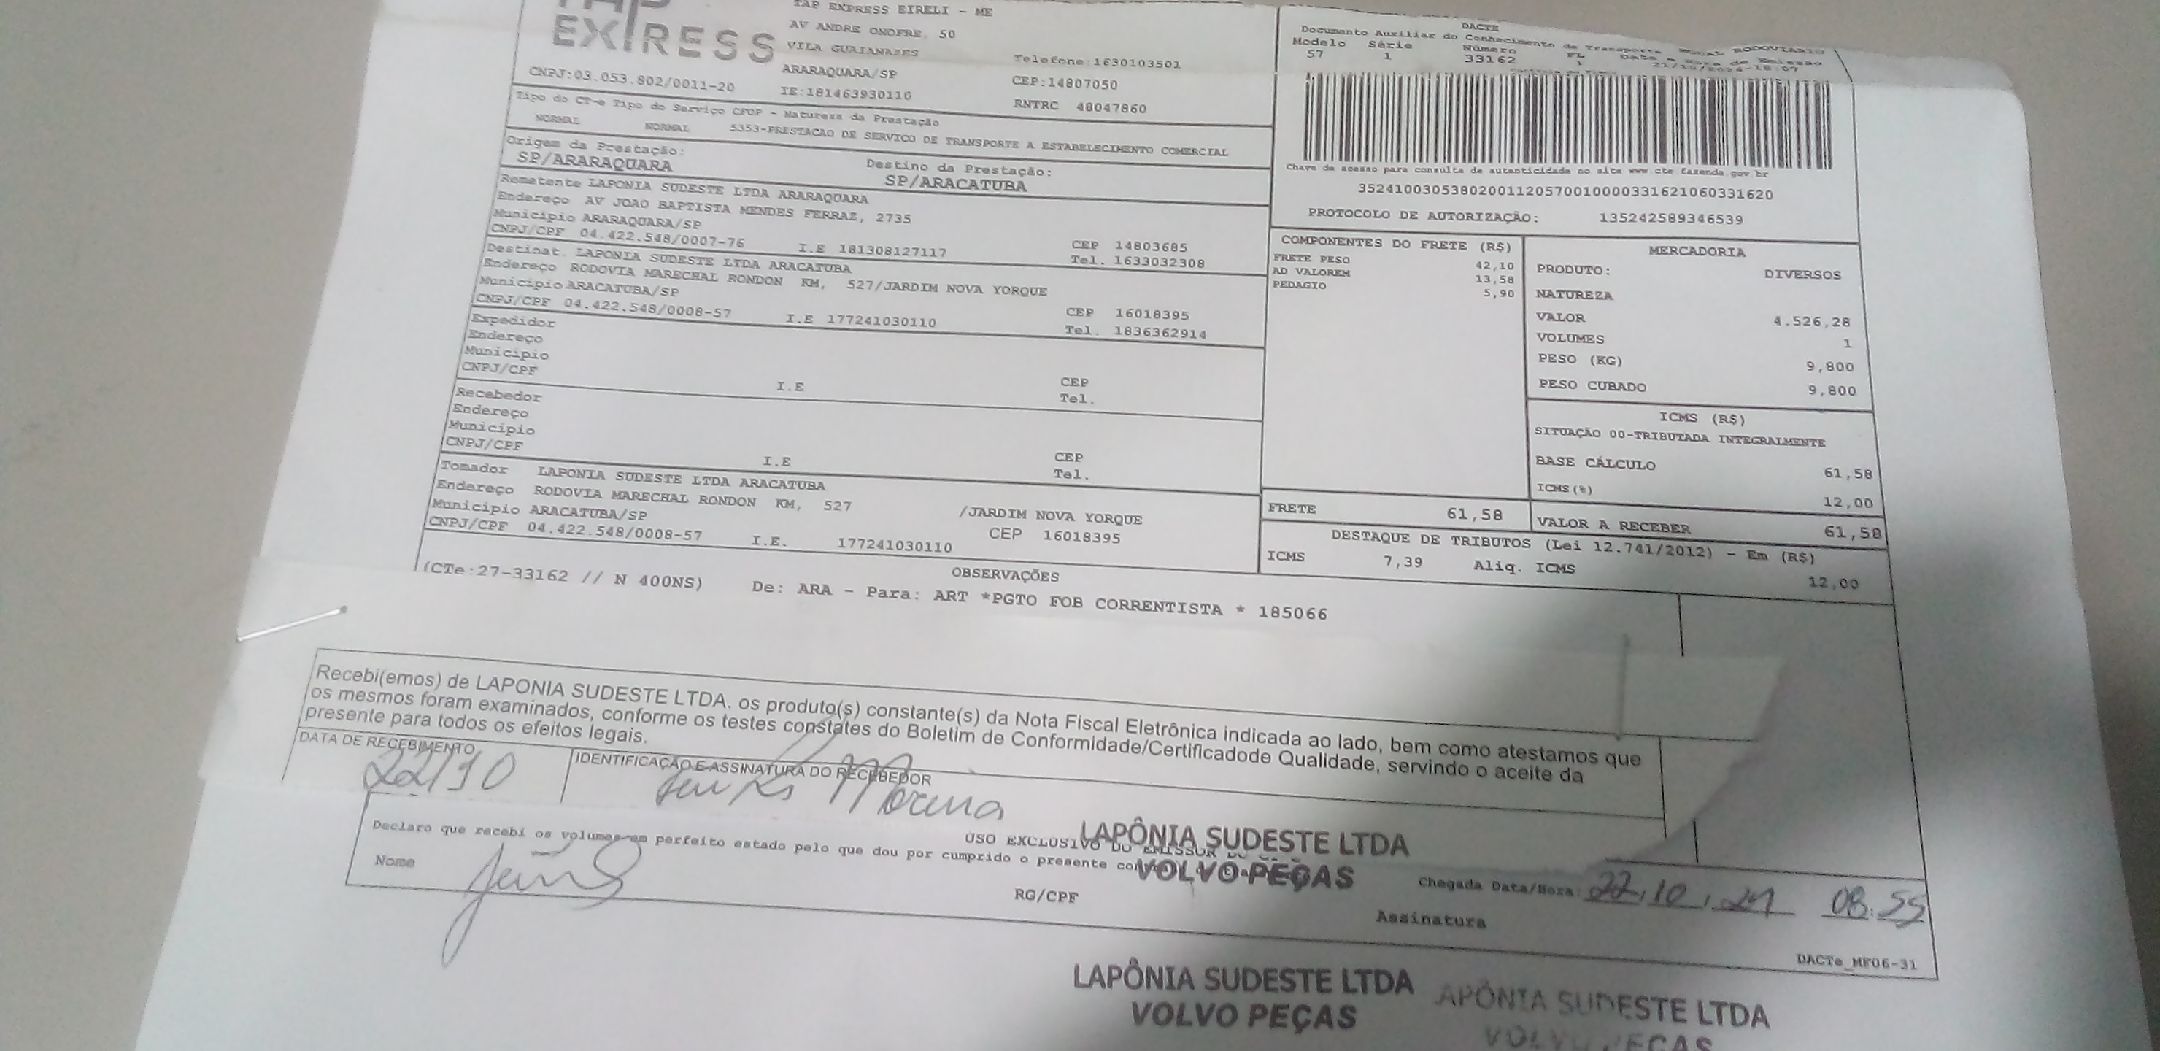 TAP EXPRESS EIRELI - ME
EXPRESS
AV ANDRE ONOFRE, 50
VILA GUAIANASES
Telefone:1630103501
CNPJ:03.053.802/0011-20
ARARAQUARA/SP
CEP:14807050
IE:181463930110
RNTRC 48047860
Tipo do CT-e Tipo do Serviço CFOP - Natureza da Prestação
NORMAL NORMAL 5353-PRESTACAO DE SERVICO DE TRANSPORTE A ESTABELECIMENTO COMERCIAL
Origem da Prestação: Destino da Prestação:
SP/ARARAQUARA SP/ARACATUBA
Remetente LAPONIA SUDESTE LTDA ARARAQUARA
Endereço AV JOAO BAPTISTA MENDES FERRAZ, 2735
Município ARARAQUARA/SP CEP 14803685
CNPJ/CPF 04.422.548/0007-76 I.E 181308127117 Tel. 1633032308
Destinat. LAPONIA SUDESTE LTDA ARACATUBA
Endereço RODOVIA MARECHAL RONDON KM, 527/JARDIM NOVA YORQUE
Município ARACATUBA/SP CEP 16018395
CNPJ/CPF 04.422.548/0008-57 I.E 177241030110 Tel. 1836362914
Expedidor
Endereço
Município CEP
CNPJ/CPF I.E Tel.
Recebedor
Endereço
Município CEP
CNPJ/CPF I.E Tel.
Tomador LAPONIA SUDESTE LTDA ARACATUBA
Endereço RODOVIA MARECHAL RONDON KM, 527 /JARDIM NOVA YORQUE
Município ARACATUBA/SP CEP 16018395
CNPJ/CPF 04.422.548/0008-57 I.E. 177241030110
DACTE
Documento Auxiliar do Conhecimento de Transporte RODOVIARIO
Modelo Série Número FL Data e Hora de Emissão
57 1 33162 1
Chave de acesso para consulta de autenticidade no site www.cte.fazenda.gov.br
35241003053802001120570010000331621060331620
PROTOCOLO DE AUTORIZAÇÃO: 135242589346539
COMPONENTES DO FRETE (R$)
FRETE PESO 42,10
AD VALOREM 13,58
PEDAGIO 5,90
MERCADORIA
PRODUTO: DIVERSOS
NATUREZA
VALOR 4.526,28
VOLUMES 1
PESO (KG) 9,800
PESO CUBADO 9,800
ICMS (R$)
SITUAÇÃO 00-TRIBUTADA INTEGRALMENTE
BASE CÁLCULO 61,58
ICMS(%) 12,00
FRETE 61,58 VALOR A RECEBER 61,58
DESTAQUE DE TRIBUTOS (Lei 12.741/2012) - Em (R$)
ICMS 7,39 Aliq. ICMS 12,00
OBSERVAÇÕES
(CTe:27-33162 // N 400NS) De: ARA - Para: ART *PGTO FOB CORRENTISTA * 185066
Recebi(emos) de LAPONIA SUDESTE LTDA. os produto(s) constante(s) da Nota Fiscal Eletrônica indicada ao lado, bem como atestamos que
os mesmos foram examinados, conforme os testes constates do Boletim de Conformidade/Certificadode Qualidade, servindo o aceite da
presente para todos os efeitos legais.
DATA DE RECEBIMENTO IDENTIFICAÇÃO E ASSINATURA DO RECEBEDOR
22/10
USO EXCLUSIVO DO EMISSOR DO
Declaro que recebi os volumes em perfeito estado pelo que dou por cumprido o presente
LAPÔNIA SUDESTE LTDA
VOLVO PEÇAS
Nome RG/CPF Assinatura
Chegada Data/Hora: 22/10/24 08:55
DACTe_MF06-31
LAPÔNIA SUDESTE LTDA
VOLVO PEÇAS
APÔNIA SUDESTE LTDA
VOLVO PEÇAS